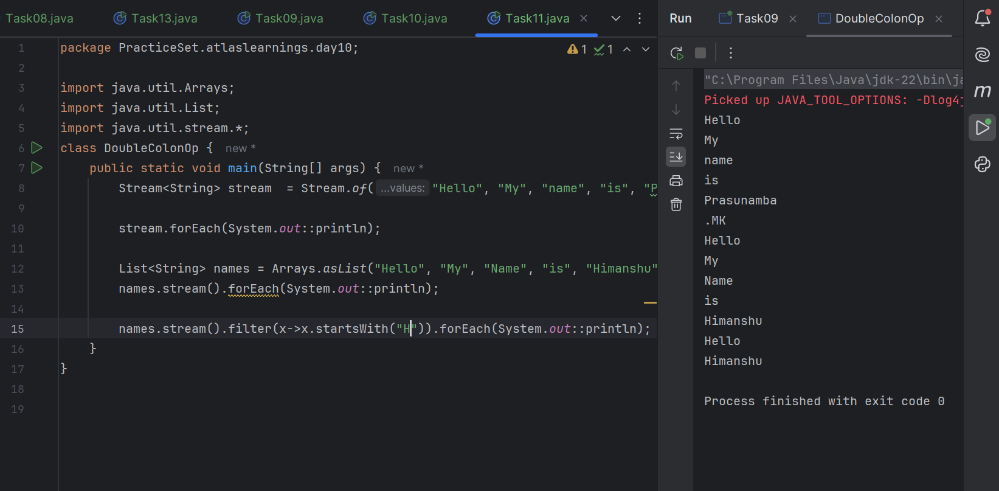 Task08.java Task13.java Task09.java Task10.java Task11.java
Run Task09 DoubleColonOp
1 package PracticeSet.atlaslearnings.day10; 1 1
2
3 import java.util.Arrays;
4 import java.util.List;
5 import java.util.stream.*;
6 class DoubleColonOp { new *
7 public static void main(String[] args) { new *
8 Stream<String> stream = Stream.of( ...values: "Hello", "My", "name", "is", "P
9
10 stream.forEach(System.out::println);
11
12 List<String> names = Arrays.asList("Hello", "My", "Name", "is", "Himanshu"
13 names.stream().forEach(System.out::println);
14
15 names.stream().filter(x->x.startsWith("H")).forEach(System.out::println);
16 }
17 }
18
19
"C:\Program Files\Java\jdk-22\bin\ja
Picked up JAVA_TOOL_OPTIONS: -Dlog4j
Hello
My
name
is
Prasunamba
.MK
Hello
My
Name
is
Himanshu
Hello
Himanshu
Process finished with exit code 0
m